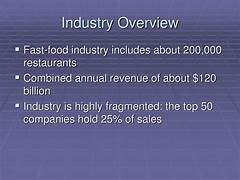 Industry Overview
Fast-food industry includes about 200,000
restaurants
Combined annual revenue of about $120
billion
Industry is highly fragmented: the top 50
companies hold 25% of sales